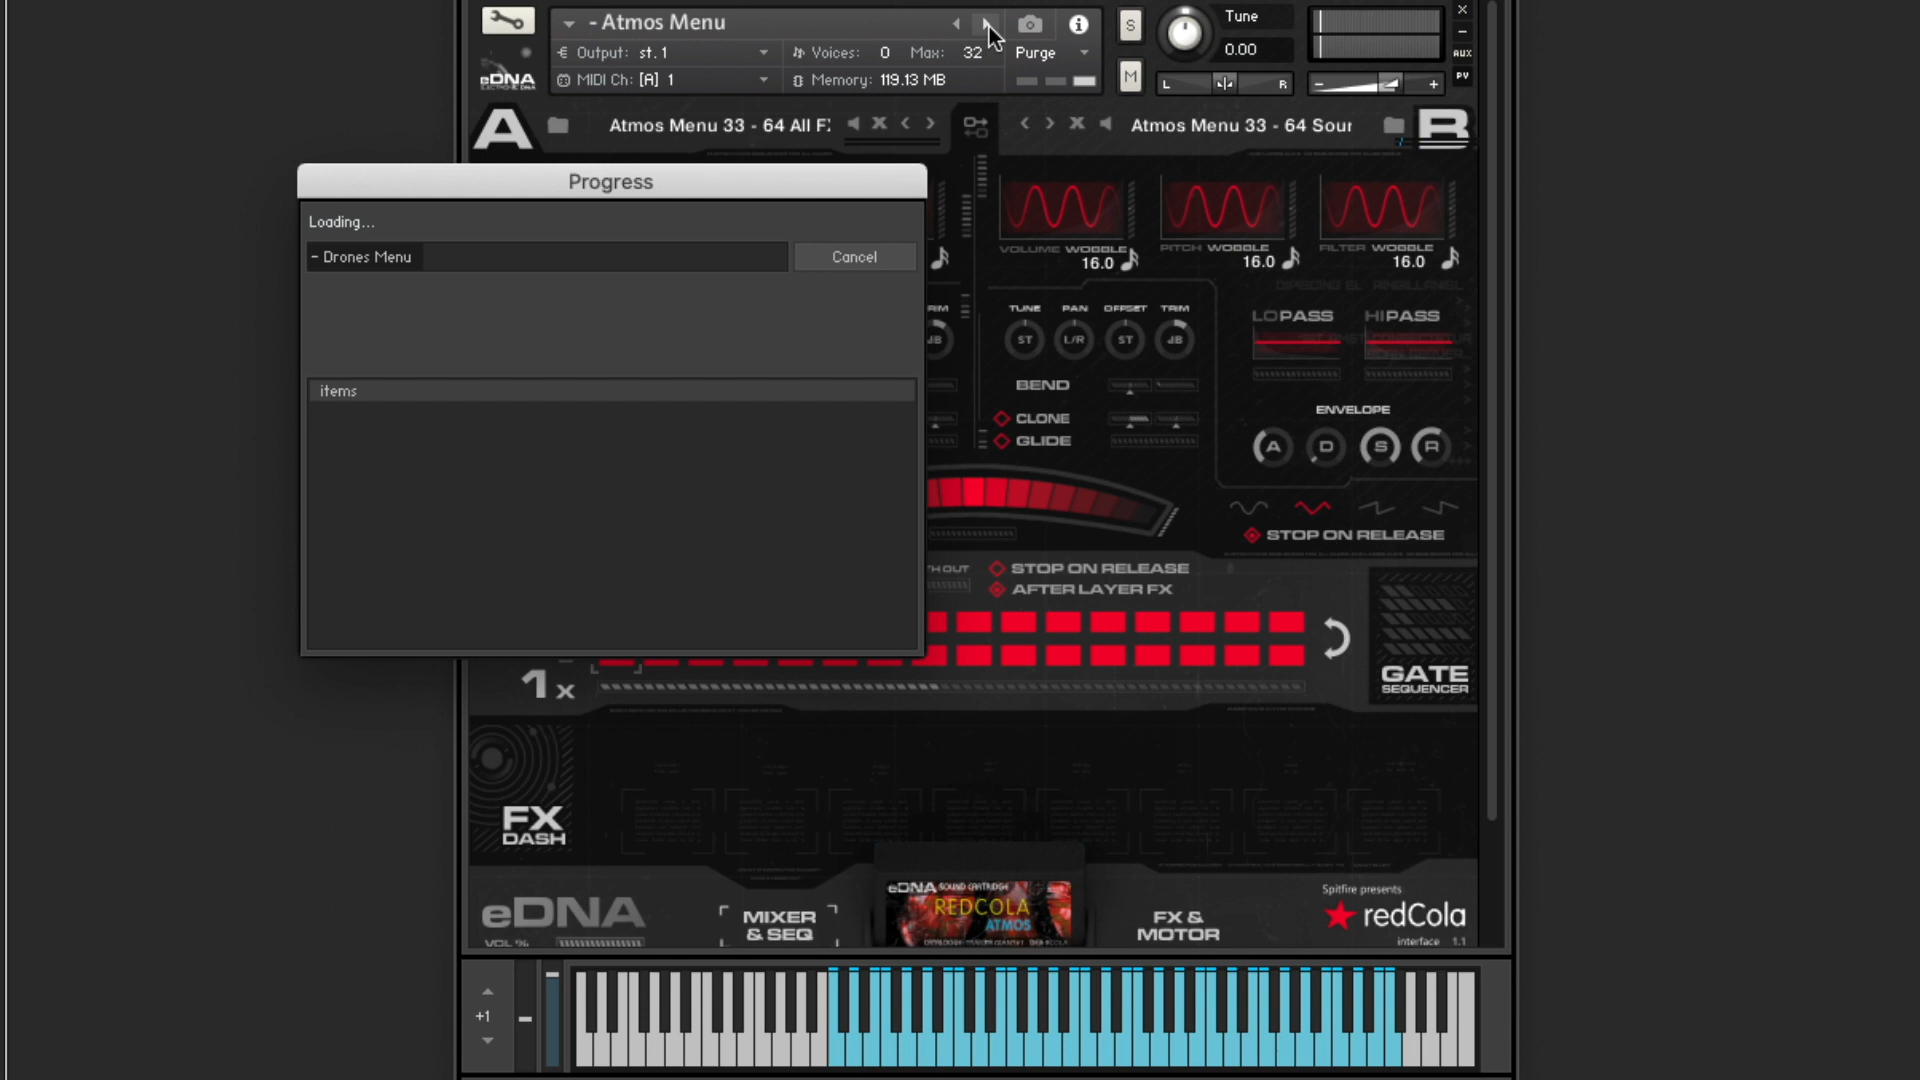 - Atmos Menu
S
Tune
0.00
x
–
AUX
PV
Output: st. 1
Voices: 0 Max: 32
Purge
eDNA
MIDI Ch: [A] 1
Memory: 119.13 MB
M
L
R
– +
A
Atmos Menu 33 - 64 All F
Atmos Menu 33 - 64 Sour
B
Progress
Loading...
- Drones Menu
Cancel
items
VOLUME WOBBLE
16.0
PITCH WOBBLE
16.0
FILTER WOBBLE
16.0
TUNE PAN OFFSET TRIM
ST L/R ST dB
LOPASS HIPASS
BEND
CLONE
GLIDE
ENVELOPE
A D S R
STOP ON RELEASE
STOP ON RELEASE
AFTER LAYER FX
1x
GATE
SEQUENCER
FX
DASH
eDNA
VOL %
MIXER
& SEQ
eDNA SOUND CARTRIDGE
REDCOLA
ATMOS
FX &
MOTOR
Spitfire presents
redCola
interface 1.1
+1